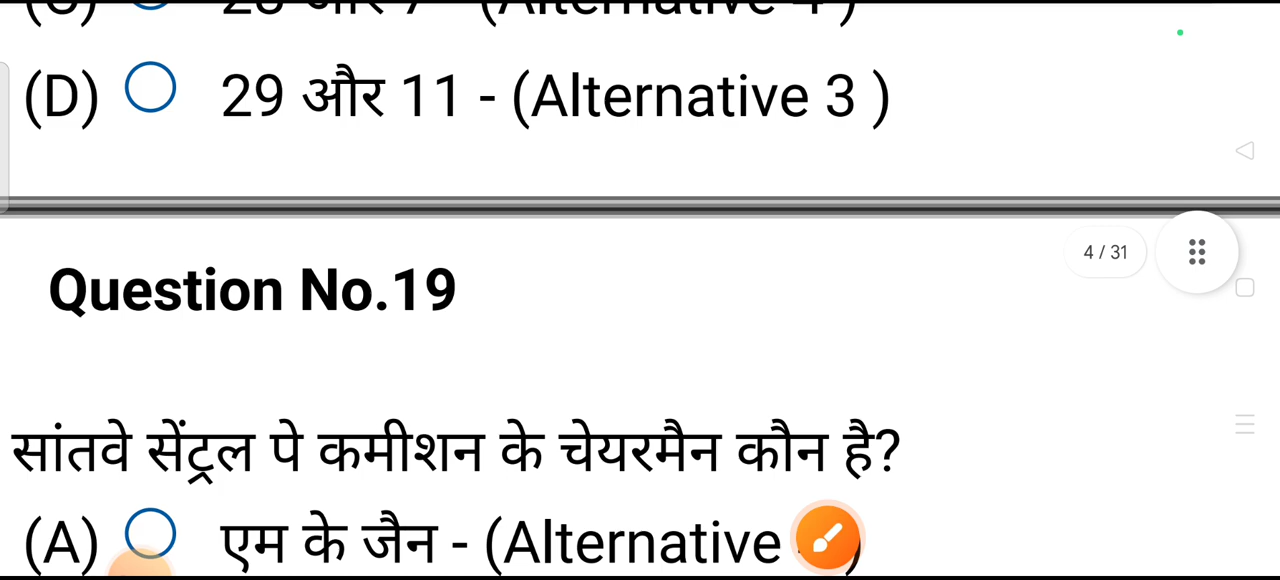 (D) 29 और 11 - (Alternative 3 )
4 / 31
Question No.19
सांतवे सेंट्रल पे कमीशन के चेयरमैन कौन है?
(A) एम के जैन - (Alternative